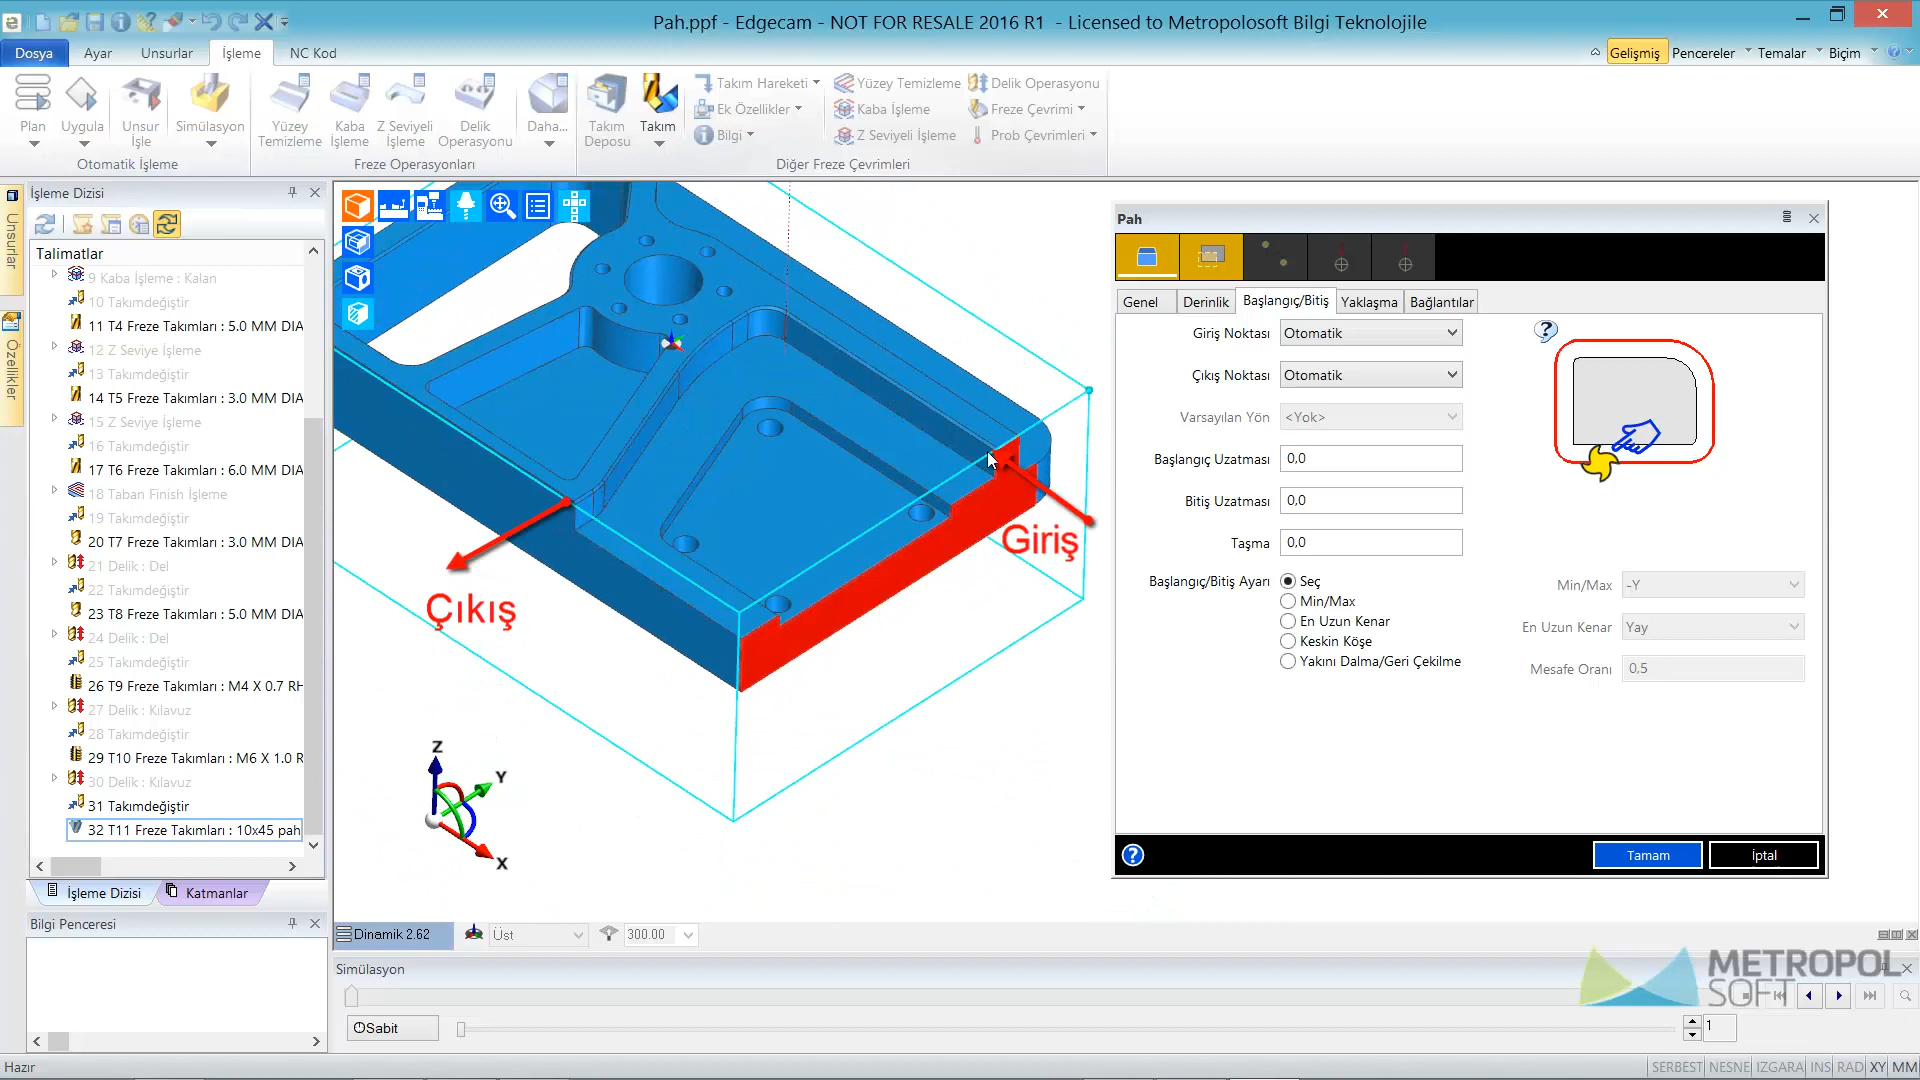 Pah.ppf - Edgecam - NOT FOR RESALE 2016 R1 - Licensed to Metropolosoft Bilgi Teknolojile
Dosya
Ayar
Unsurlar
İşleme
NC Kod
Gelişmiş
Pencereler
Temalar
Biçim
Plan
Uygula
Unsur İşle
Simülasyon
Otomatik İşleme
Yüzey Temizleme
Kaba İşleme
Z Seviyeli İşleme
Delik Operasyonu
Daha...
Freze Operasyonları
Takım Deposu
Takım
Takım Hareketi
Ek Özellikler
Bilgi
Yüzey Temizleme
Kaba İşleme
Z Seviyeli İşleme
Delik Operasyonu
Freze Çevrimi
Prob Çevrimleri
Diğer Freze Çevrimleri
Unsurlar
Özellikler
İşleme Dizisi
Talimatlar
9 Kaba İşleme : Kalan
10 Takımdeğiştir
11 T4 Freze Takımları : 5.0 MM DIA
12 Z Seviye İşleme
13 Takımdeğiştir
14 T5 Freze Takımları : 3.0 MM DIA
15 Z Seviye İşleme
16 Takımdeğiştir
17 T6 Freze Takımları : 6.0 MM DIA
18 Taban Finish İşleme
19 Takımdeğiştir
20 T7 Freze Takımları : 3.0 MM DIA
21 Delik : Del
22 Takımdeğiştir
23 T8 Freze Takımları : 5.0 MM DIA
24 Delik : Del
25 Takımdeğiştir
26 T9 Freze Takımları : M4 X 0.7 RH
27 Delik : Kılavuz
28 Takımdeğiştir
29 T10 Freze Takımları : M6 X 1.0 R
30 Delik : Kılavuz
31 Takımdeğiştir
32 T11 Freze Takımları : 10x45 pah
İşleme Dizisi
Katmanlar
Bilgi Penceresi
Giriş
Çıkış
Z
Y
X
Pah
Genel
Derinlik
Başlangıç/Bitiş
Yaklaşma
Bağlantılar
Giriş Noktası
Otomatik
Çıkış Noktası
Otomatik
Varsayılan Yön
<Yok>
Başlangıç Uzatması
0,0
Bitiş Uzatması
0,0
Taşma
0,0
Başlangıç/Bitiş Ayarı
Seç
Min/Max
En Uzun Kenar
Keskin Köşe
Yakını Dalma/Geri Çekilme
Min/Max
-Y
En Uzun Kenar
Yay
Mesafe Oranı
0,5
Tamam
İptal
Dinamik 2.62
Üst
300.00
Simülasyon
Sabit
METROPOL
SOFT
1
Hazır
SERBEST
NESNE
IZGARA
INS
RAD
XY
MM